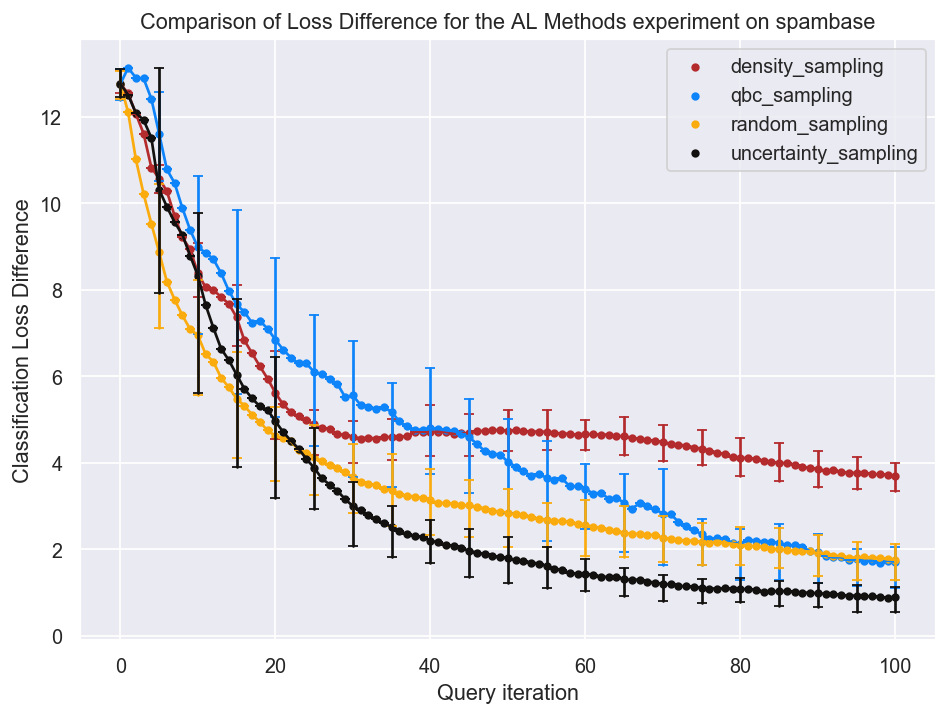 Comparison of Loss Difference for the AL Methods experiment on spambase
density_sampling
qbc_sampling
random_sampling
uncertainty_sampling
Classification Loss Difference
12
10
8
6
4
2
0
0 20 40 60 80 100
Query iteration